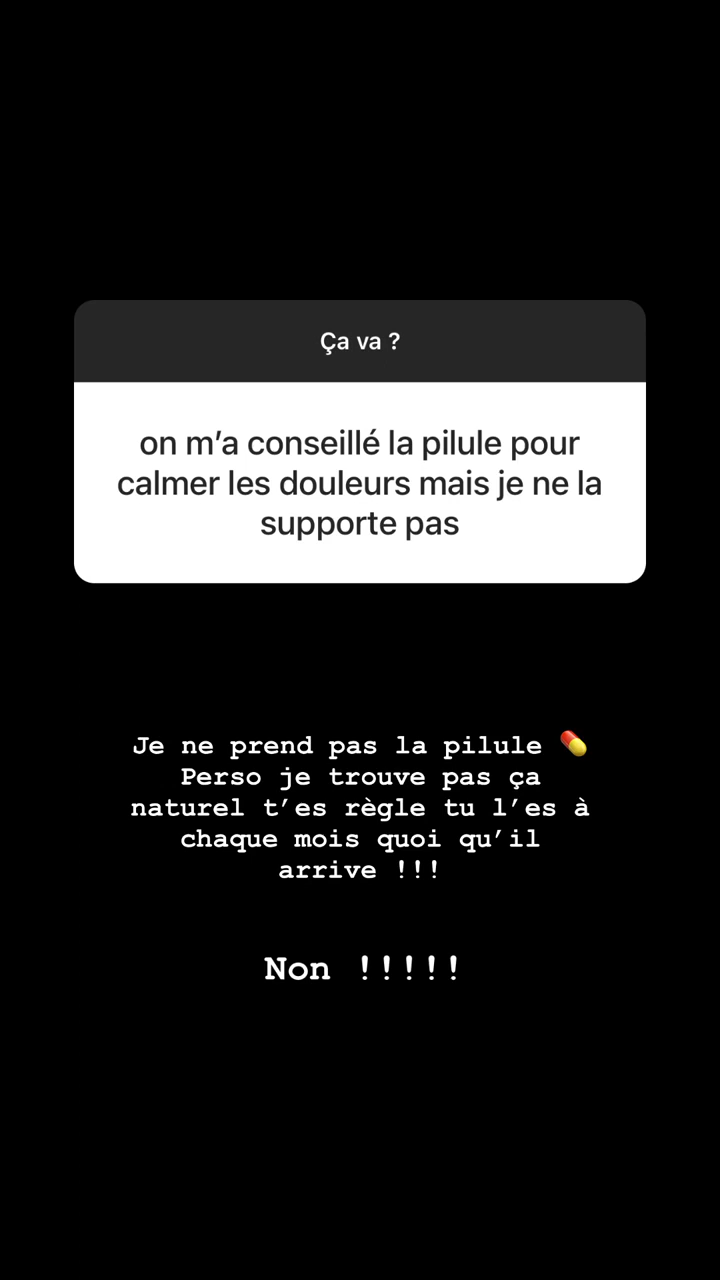 Ça va ?
on m’a conseillé la pilule pour
calmer les douleurs mais je ne la
supporte pas
Je ne prend pas la pilule 💊
Perso je trouve pas ça
naturel t’es règle tu l’es à
chaque mois quoi qu’il
arrive !!!
Non !!!!!